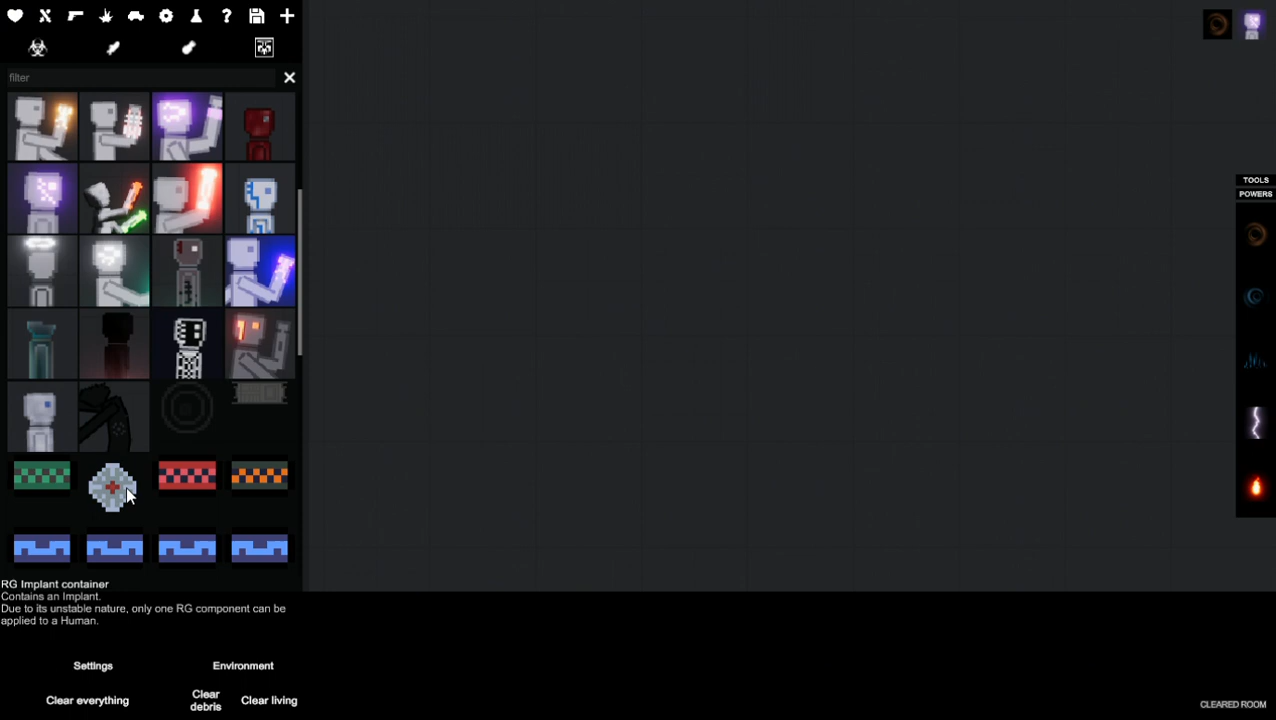 filter
TOOLS
POWERS
RG Implant container
Contains an Implant.
Due to its unstable nature, only one RG component can be
applied to a Human.
Settings
Environment
Clear everything
Clear
debris
Clear living
CLEARED ROOM